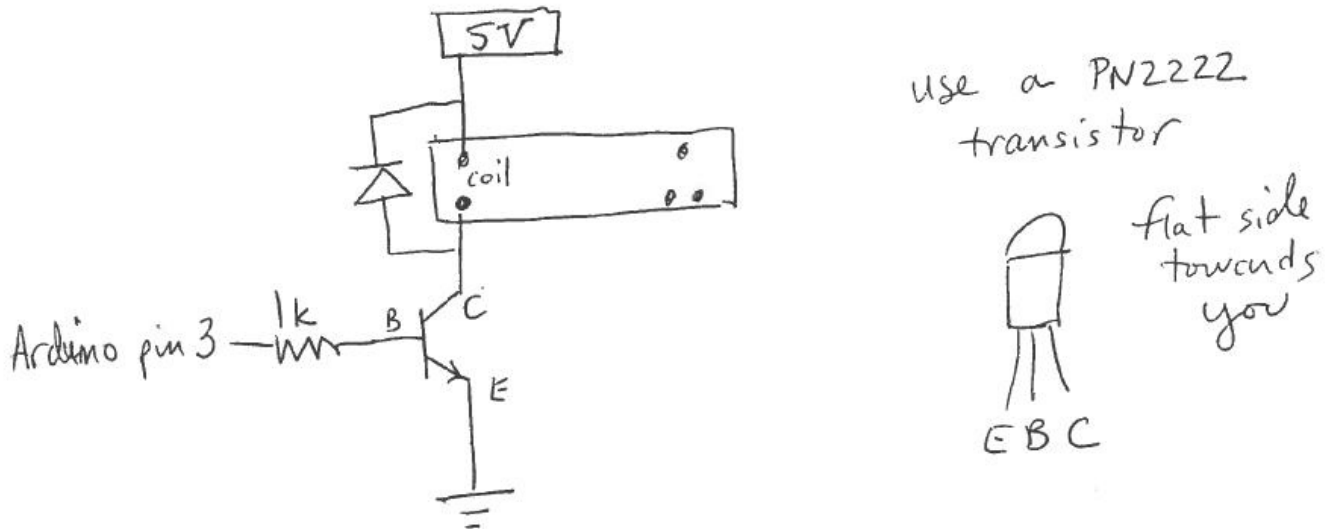 5V
use a PN2222
transistor
coil
flat side
towards
you
1k
B
C
Arduino pin 3
E
E B C